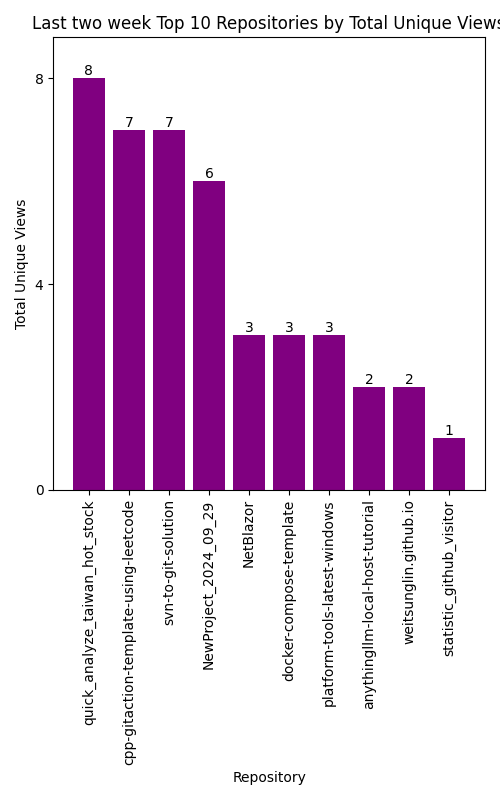 Last two week Top 10 Repositories by Total Unique Views
8
7
7
6
3
3
3
2
2
1
8
4
0
Total Unique Views
quick_analyze_taiwan_hot_stock
cpp-gitaction-template-using-leetcode
svn-to-git-solution
NewProject_2024_09_29
NetBlazor
docker-compose-template
platform-tools-latest-windows
anythingllm-local-host-tutorial
weitsunglin.github.io
statistic_github_visitor
Repository